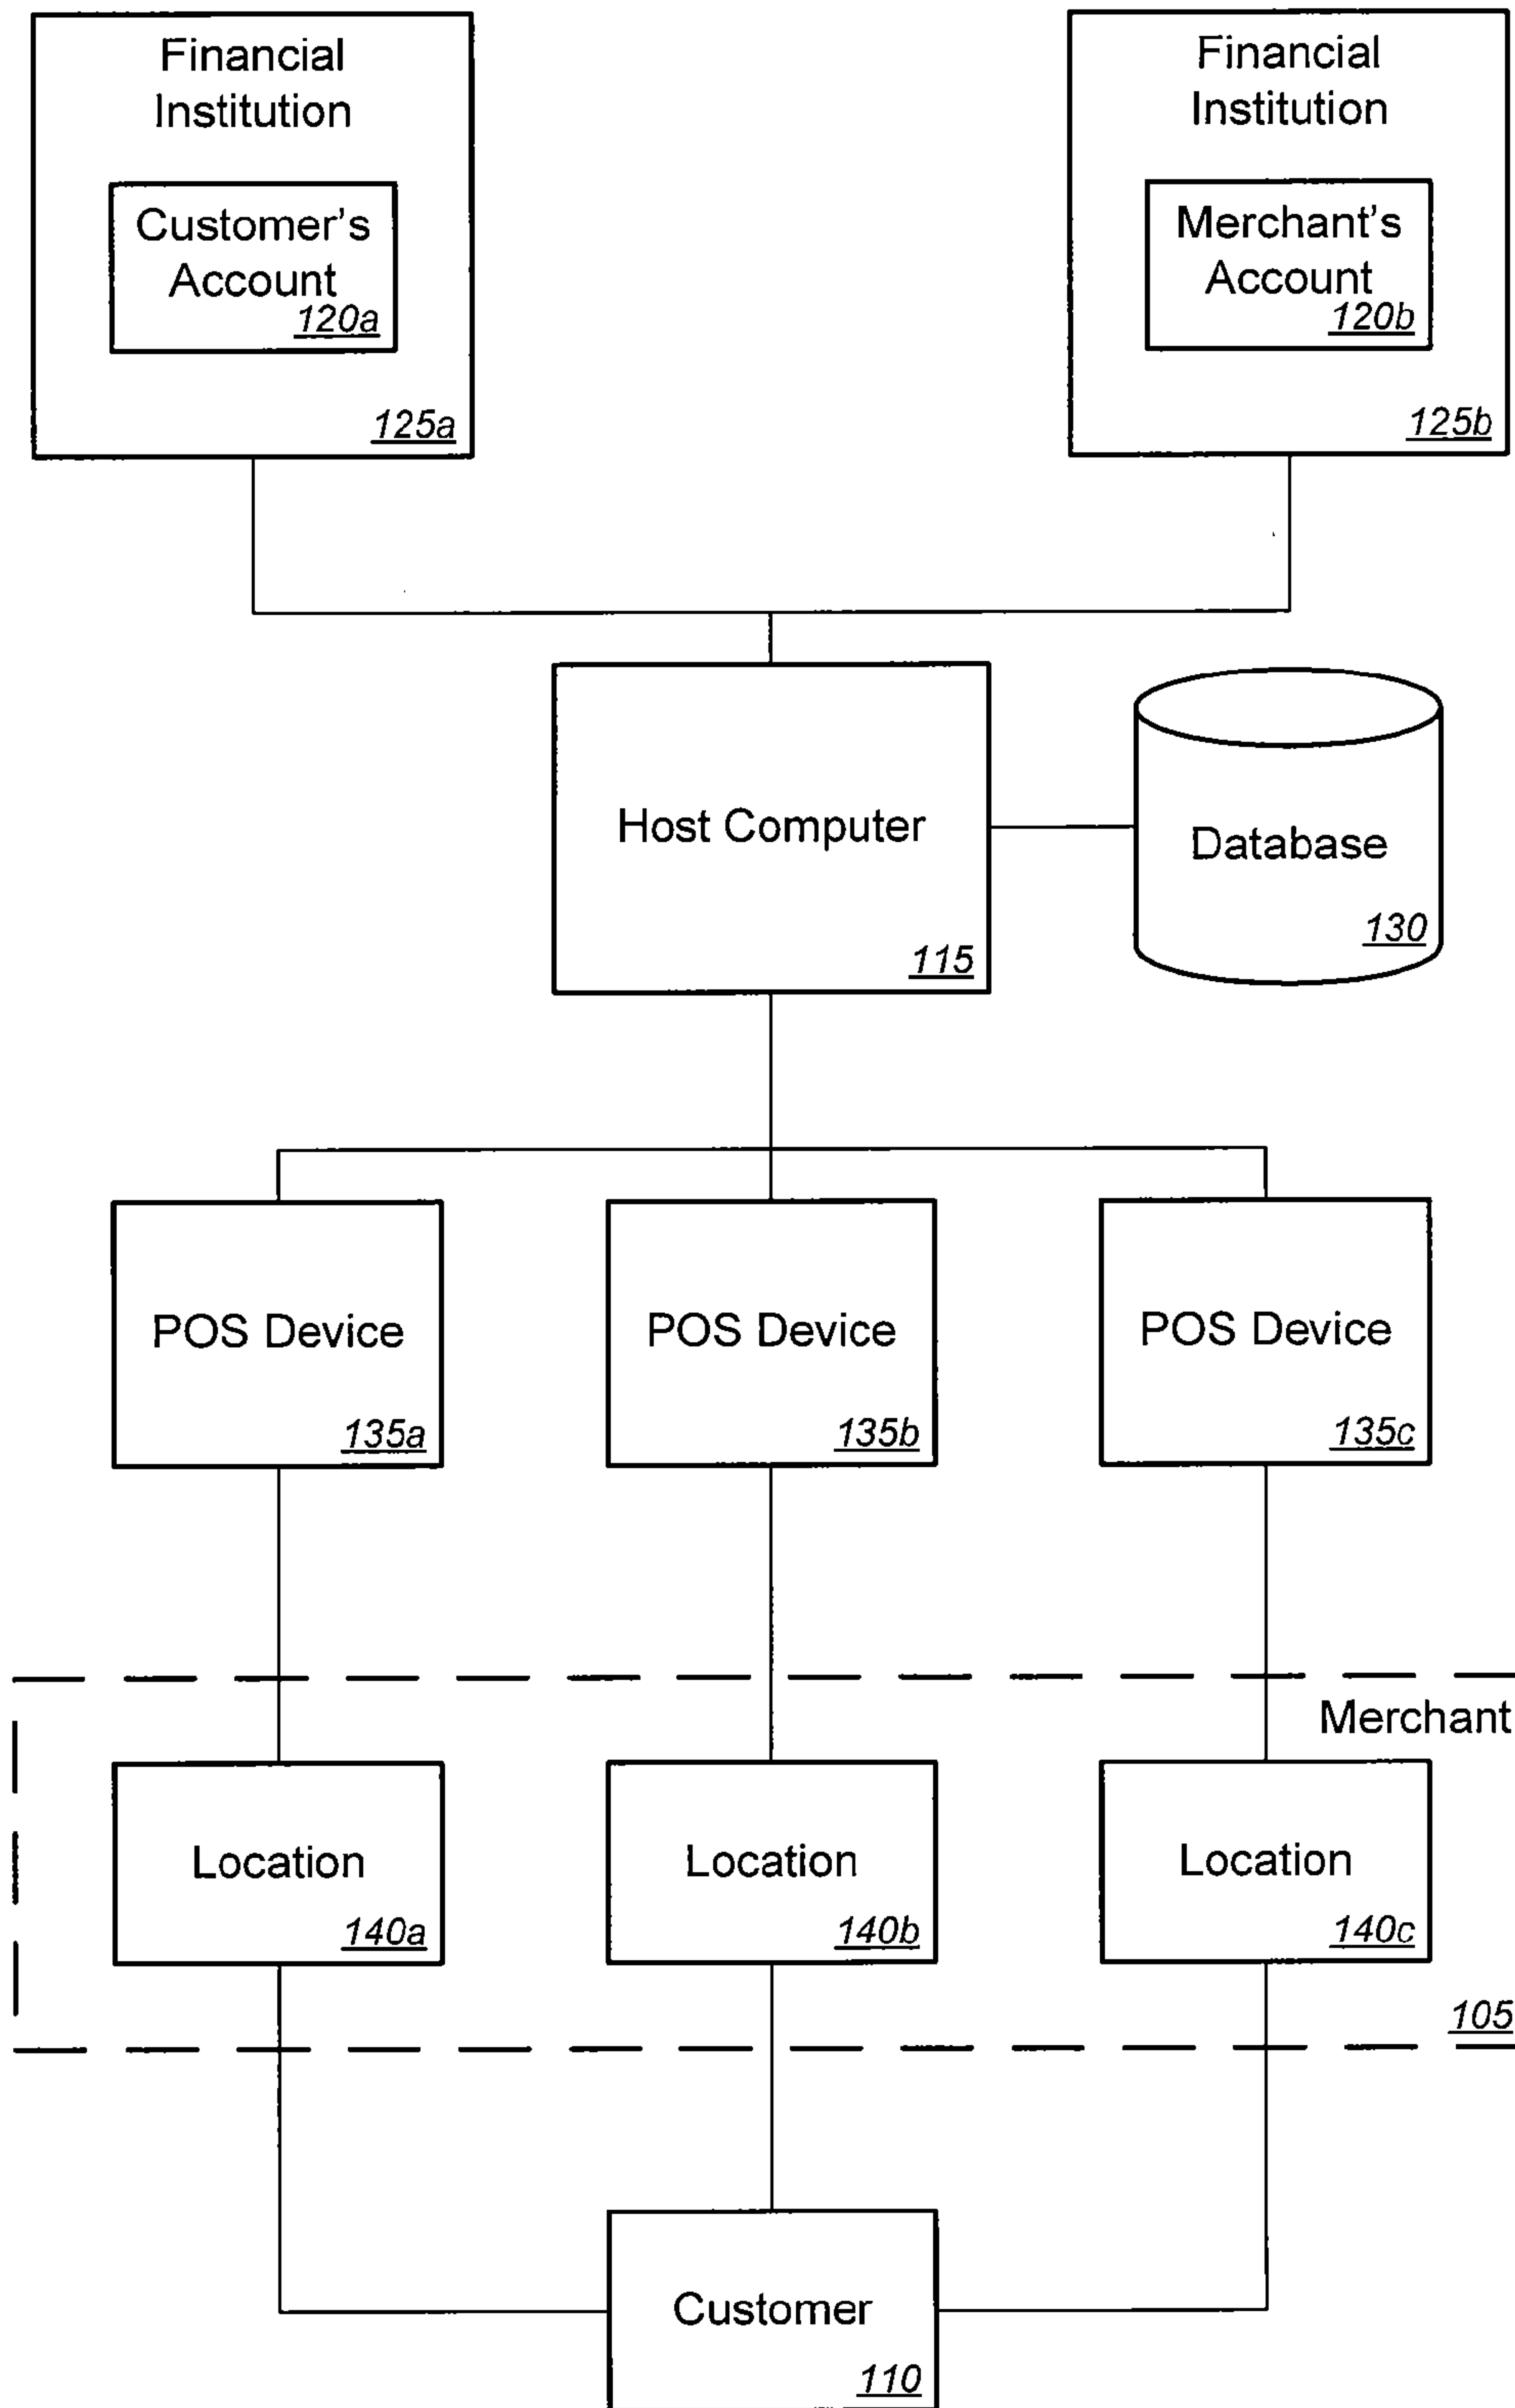 Financial
Institution
Customer's
Account
120a
125a
Financial
Institution
Merchant's
Account
120b
125b
Host Computer
115
Database
130
POS Device
135a
POS Device
135b
POS Device
135c
Merchant
Location
140a
Location
140b
Location
140c
105
Customer
110